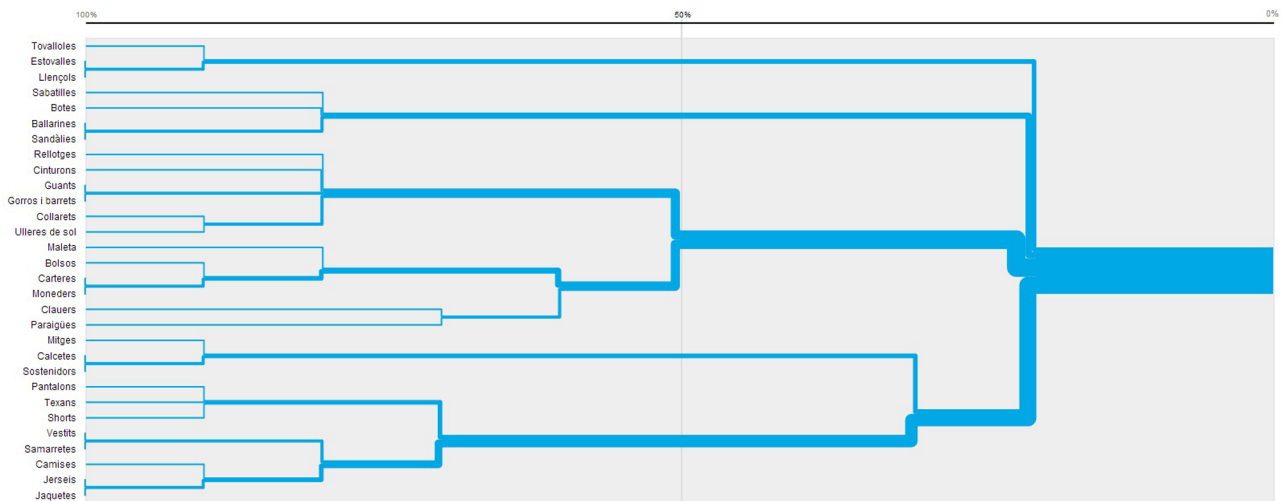 100% 50% 0%
Tovalloles
Estovalles
Llençols
Sabatilles
Botes
Ballarines
Sandàlies
Rellotges
Cinturons
Guants
Gorros i barrets
Collarets
Ulleres de sol
Maleta
Bolsos
Carteres
Moneders
Clauers
Paraigües
Mitges
Calcetes
Sostenidors
Pantalons
Texans
Shorts
Vestits
Samarretes
Camises
Jerseis
Jaquetes